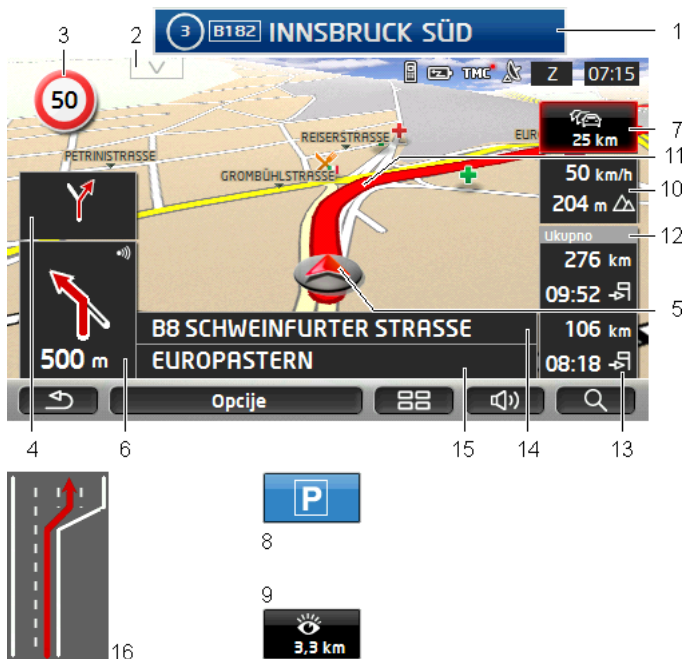 3 B182 INNSBRUCK SÜD
1
3
2
50
TMC Z 07:15
25 km
7
REISERSTRASSE
EUR
PETRINISTRASSE
GROMBÜHLSTRASSE
11
50 km/h
204 m
10
Ukupno
12
276 km
09:52
5
500 m
B8 SCHWEINFURTER STRASSE
106 km
EUROPASTERN
08:18
Opcije
4
6
15
14
13
P
8
9
3,3 km
16